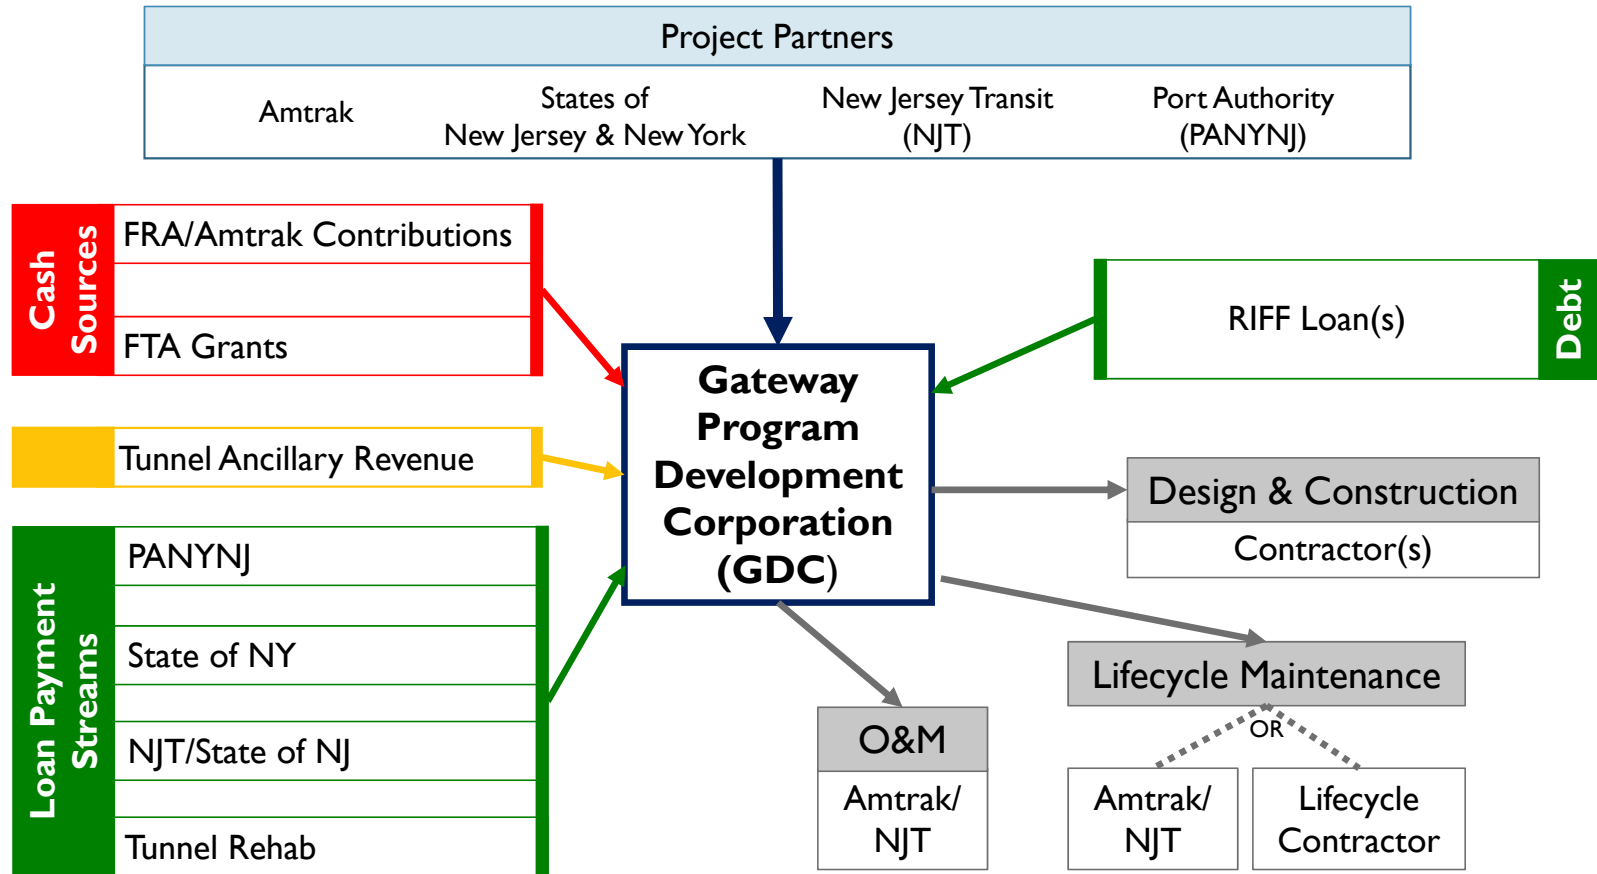 Project Partners
Amtrak
States of
New Jersey & New York
New Jersey Transit
(NJT)
Port Authority
(PANYNJ)
Cash
Sources
FRA/Amtrak Contributions
FTA Grants
Tunnel Ancillary Revenue
Loan Payment
Streams
PANYNJ
State of NY
NJT/State of NJ
Tunnel Rehab
Gateway
Program
Development
Corporation
(GDC)
RIFF Loan(s)
Debt
Design & Construction
Contractor(s)
Lifecycle Maintenance
OR
Amtrak/
NJT
Lifecycle
Contractor
O&M
Amtrak/
NJT